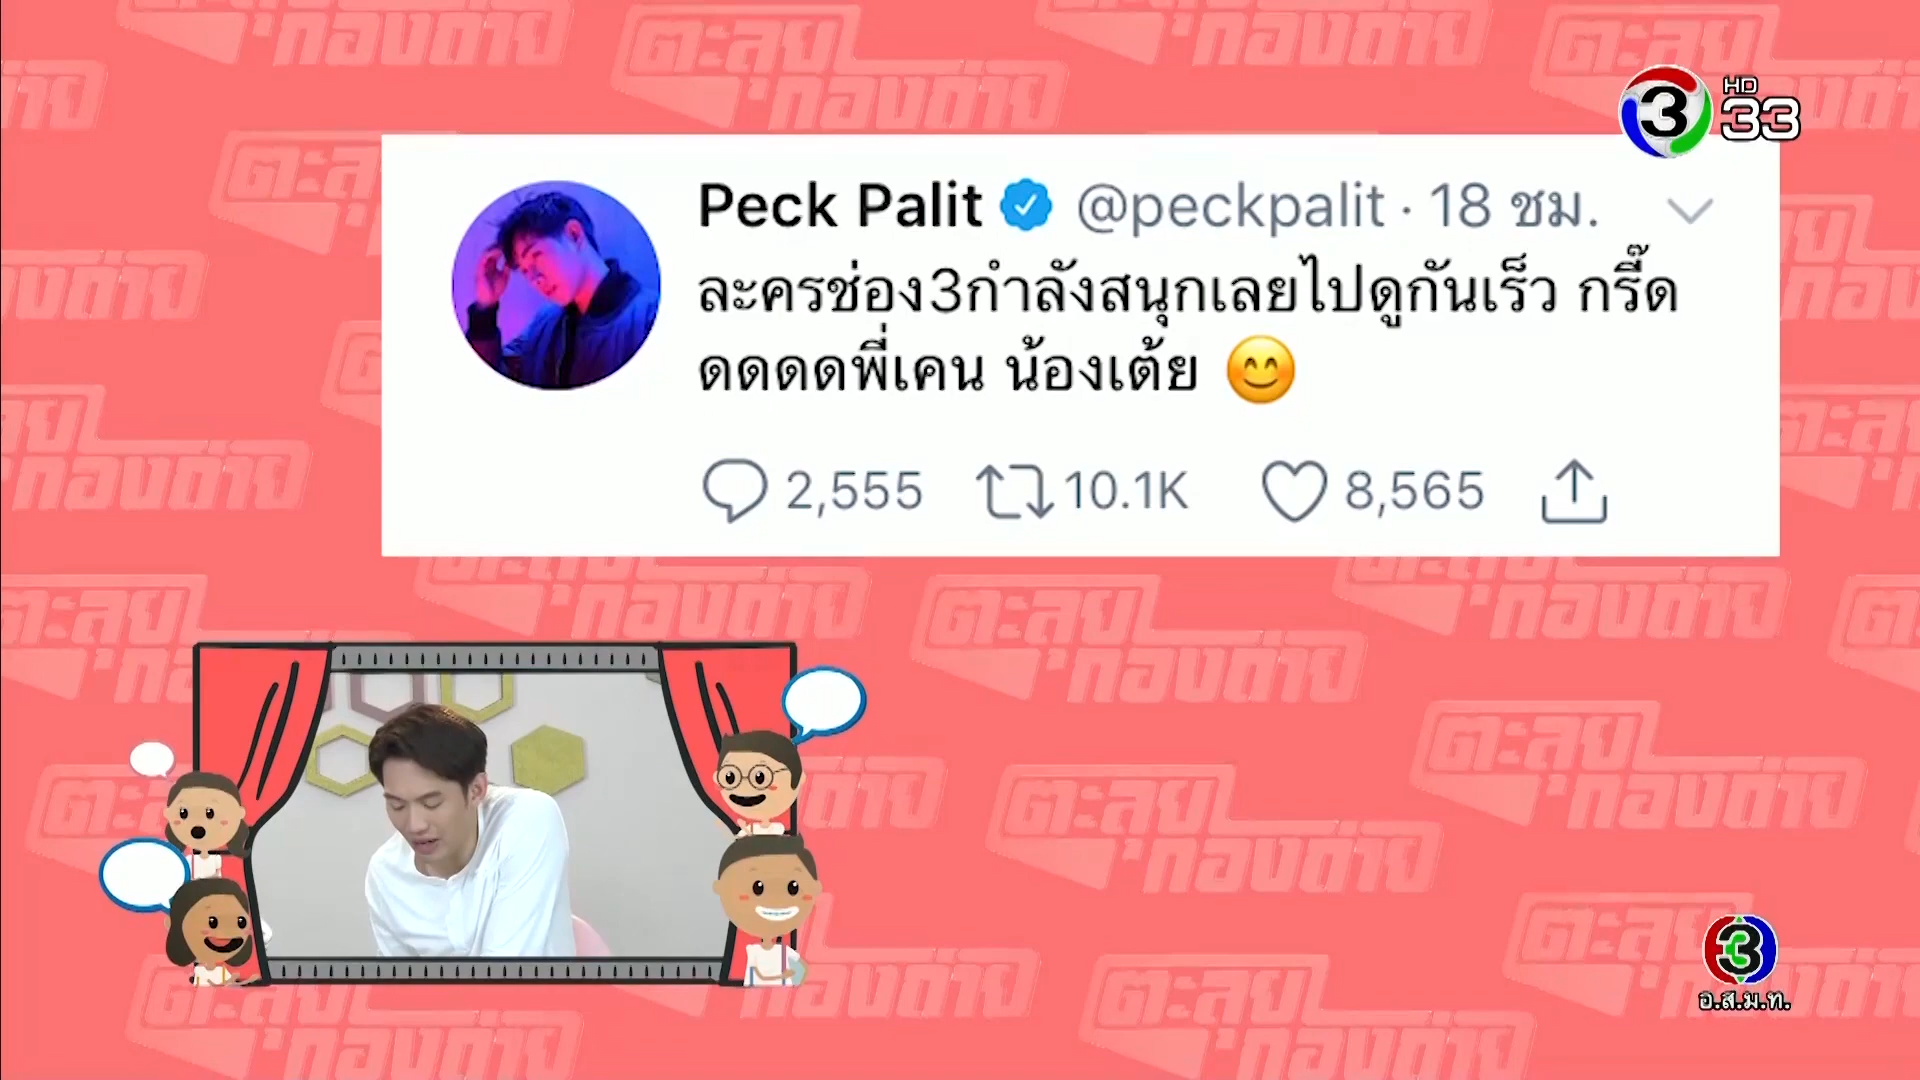 HD
3 33
Peck Palit @peckpalit · 18 ชม.
ละครช่อง3กำลังสนุกเลยไปดูกันเร็ว กรี๊ด
ดดดดพี่เคน น้องเต้ย 😊
2,555 10.1K 8,565
ตะลุย
กองถ่าย
3
อ.ส.ม.ท.